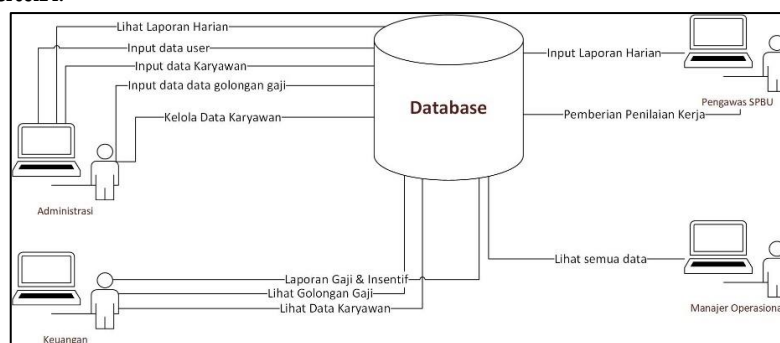 Lihat Laporan Harian
Input data user
Input data Karyawan
Input data data golongan gaji
Kelola Data Karyawan
Administrasi
Database
Input Laporan Harian
Pengawas SPBU
Pemberian Penilaian Kerja
Lihat semua data
Manajer Operasional
Laporan Gaji & Insentif
Lihat Golongan Gaji
Lihat Data Karyawan
Keuangan